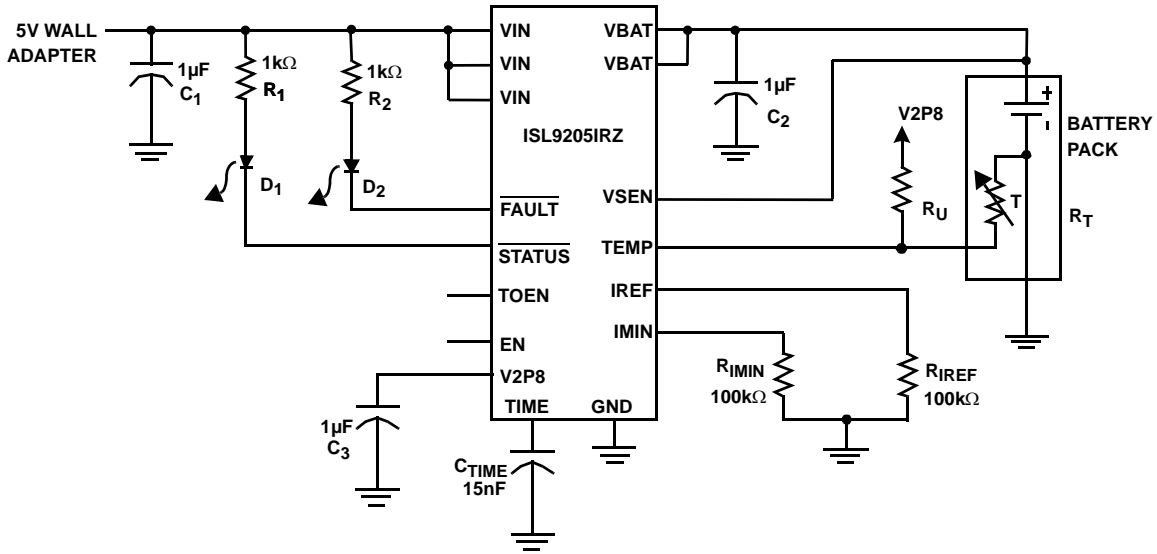 5V WALL
ADAPTER
1µF
C1
1kΩ
R1
1kΩ
R2
D1
D2
VIN
VIN
VIN
ISL9205IRZ
FAULT
STATUS
TOEN
EN
V2P8
TIME
GND
VBAT
VBAT
VSEN
TEMP
IREF
IMIN
1µF
C2
V2P8
RU
+
-
T
BATTERY
PACK
RT
RIMIN
100kΩ
RIREF
100kΩ
1µF
C3
CTIME
15nF